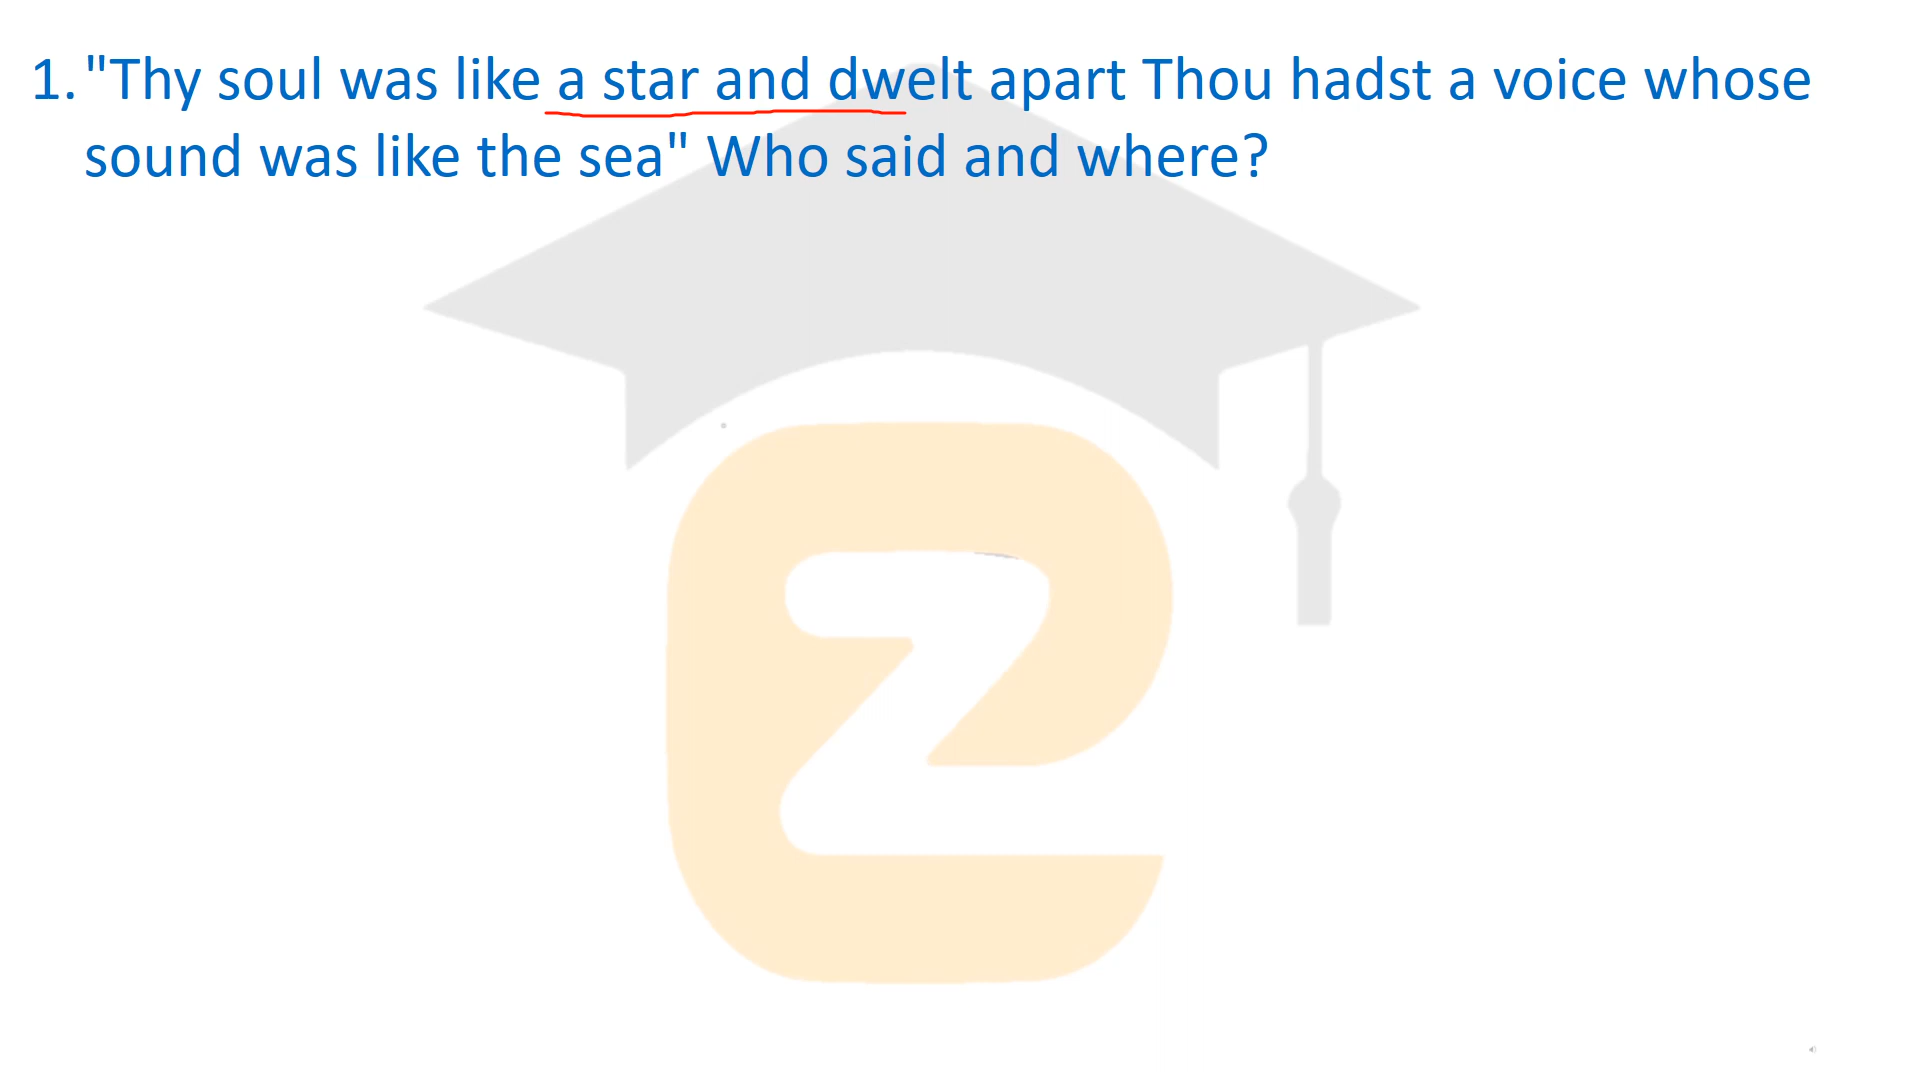 1. "Thy soul was like a star and dwelt apart Thou hadst a voice whose
sound was like the sea" Who said and where?